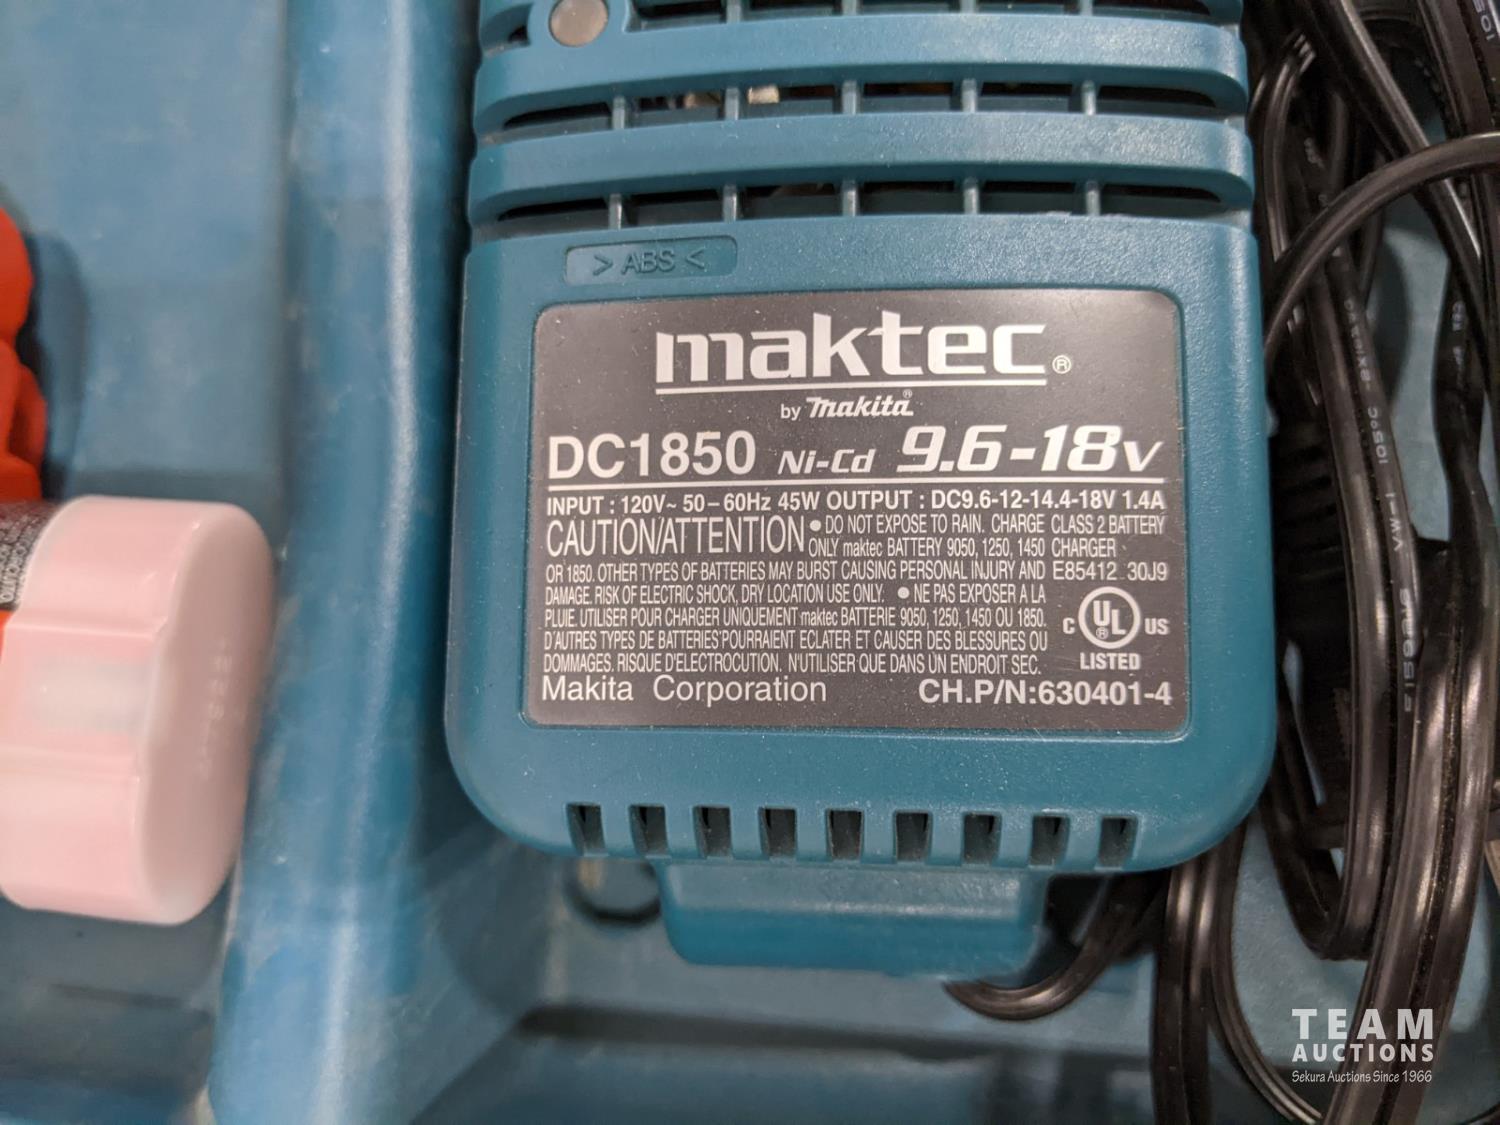 > ABS <
maktec®
by makita®
DC1850 Ni-Cd 9.6-18V
INPUT : 120V~ 50–60Hz 45W OUTPUT : DC9.6-12-14.4-18V 1.4A
CAUTION/ATTENTION • DO NOT EXPOSE TO RAIN. CHARGE CLASS 2 BATTERY
ONLY maktec BATTERY 9050, 1250, 1450 CHARGER
OR 1850. OTHER TYPES OF BATTERIES MAY BURST CAUSING PERSONAL INJURY AND E85412 30J9
DAMAGE. RISK OF ELECTRIC SHOCK, DRY LOCATION USE ONLY. • NE PAS EXPOSER A LA
PLUIE. UTILISER POUR CHARGER UNIQUEMENT maktec BATTERIE 9050, 1250, 1450 OU 1850.
D'AUTRES TYPES DE BATTERIES POURRAIENT ECLATER ET CAUSER DES BLESSURES OU
DOMMAGES. RISQUE D'ELECTROCUTION. N'UTILISER QUE DANS UN ENDROIT SEC.
C UL® US
LISTED
Makita Corporation CH.P/N:630401-4
VW-1 105°C
TEAM
AUCTIONS
Sekura Auctions Since 1966